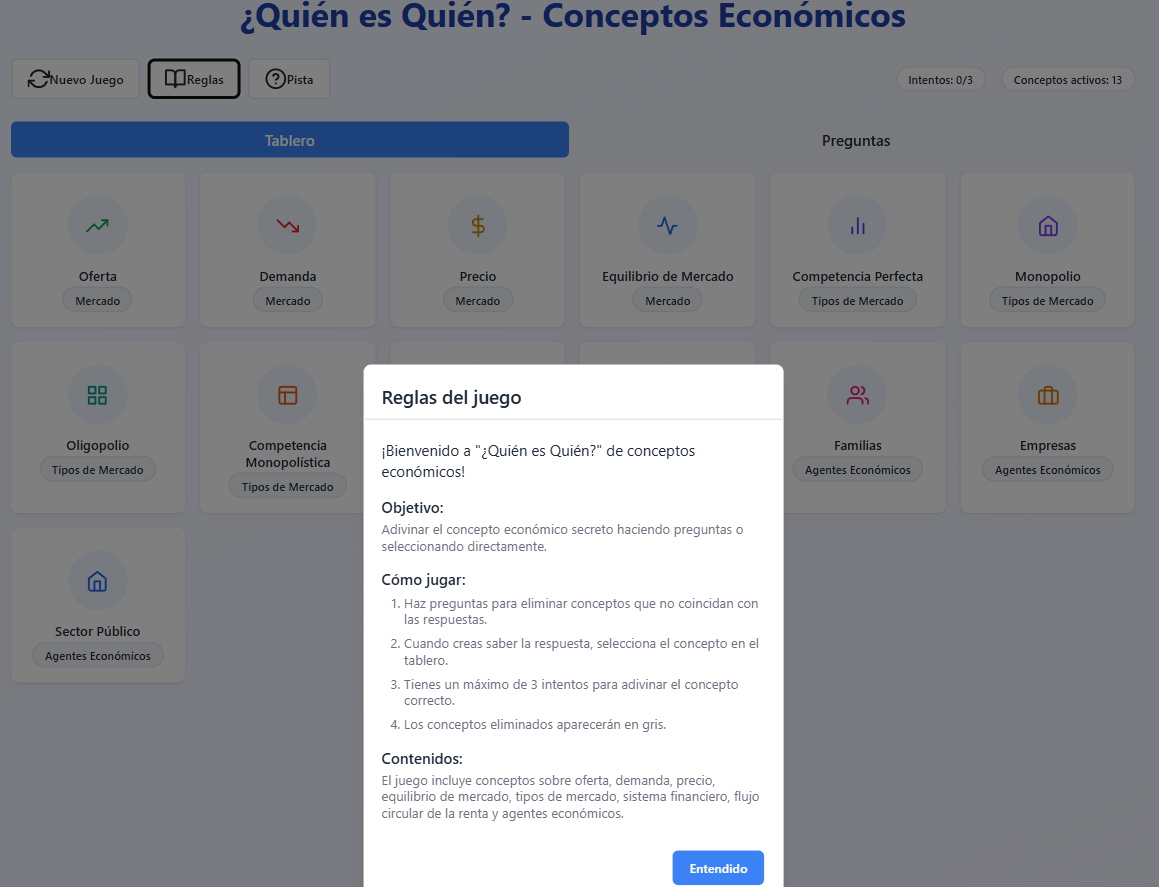 ¿Quién es Quién? - Conceptos Económicos
Nuevo Juego
Reglas
Pista
Intentos: 0/3
Conceptos activos: 13
Tablero
Preguntas
Oferta
Mercado
Demanda
Mercado
Precio
Mercado
Equilibrio de Mercado
Mercado
Competencia Perfecta
Tipos de Mercado
Monopolio
Tipos de Mercado
Oligopolio
Tipos de Mercado
Competencia
Monopolística
Tipos de Mercado
Familias
Agentes Económicos
Empresas
Agentes Económicos
Sector Público
Agentes Económicos
Reglas del juego
¡Bienvenido a "¿Quién es Quién?" de conceptos
económicos!
Objetivo:
Adivinar el concepto económico secreto haciendo preguntas o
seleccionando directamente.
Cómo jugar:
1. Haz preguntas para eliminar conceptos que no coincidan con
las respuestas.
2. Cuando creas saber la respuesta, selecciona el concepto en el
tablero.
3. Tienes un máximo de 3 intentos para adivinar el concepto
correcto.
4. Los conceptos eliminados aparecerán en gris.
Contenidos:
El juego incluye conceptos sobre oferta, demanda, precio,
equilibrio de mercado, tipos de mercado, sistema financiero, flujo
circular de la renta y agentes económicos.
Entendido